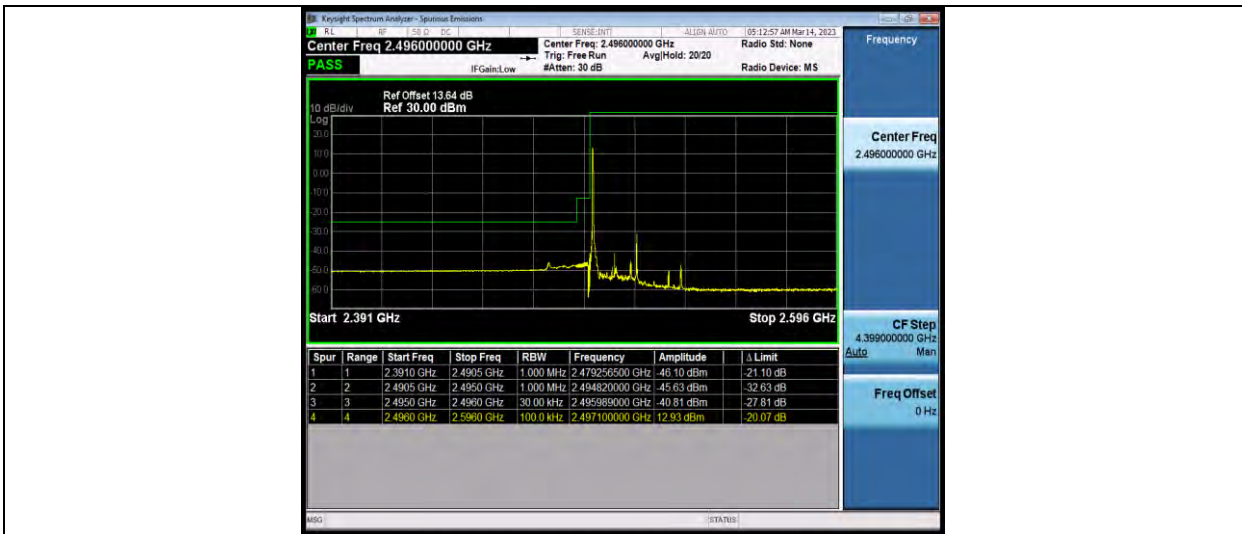 Keysight Spectrum Analyzer - Spurious Emissions
RL RF 50 Ω DC SENSE:INT ALIGN AUTO 05:12:57 AM Mar 14, 2023
Center Freq 2.496000000 GHz Center Freq: 2.496000000 GHz Radio Std: None
Trig: Free Run Avg|Hold: 20/20
PASS IFGain:Low #Atten: 30 dB Radio Device: MS
Ref Offset 13.64 dB
10 dB/div Ref 30.00 dBm
Log
20.0
10.0
0.00
-10.0
-20.0
-30.0
-40.0
-50.0
-60.0
Start 2.391 GHz Stop 2.596 GHz
Spur Range Start Freq Stop Freq RBW Frequency Amplitude Δ Limit
1 1 2.3910 GHz 2.4905 GHz 1.000 MHz 2.479256500 GHz -46.10 dBm -21.10 dB
2 2 2.4905 GHz 2.4950 GHz 1.000 MHz 2.494820000 GHz -45.63 dBm -32.63 dB
3 3 2.4950 GHz 2.4960 GHz 30.00 kHz 2.495989000 GHz -40.81 dBm -27.81 dB
4 4 2.4960 GHz 2.5960 GHz 100.0 kHz 2.497100000 GHz 12.93 dBm -20.07 dB
MSG STATUS
Frequency
Center Freq
2.496000000 GHz
CF Step
4.399000000 GHz
Auto Man
Freq Offset
0 Hz